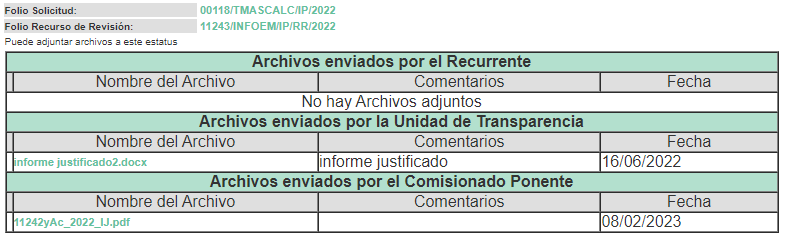 Folio Solicitud: 00118/TMASCALC/IP/2022
Folio Recurso de Revisión: 11243/INFOEM/IP/RR/2022
Puede adjuntar archivos a este estatus
Archivos enviados por el Recurrente
Nombre del Archivo Comentarios Fecha
No hay Archivos adjuntos
Archivos enviados por la Unidad de Transparencia
Nombre del Archivo Comentarios Fecha
informe justificado2.docx informe justificado 16/06/2022
Archivos enviados por el Comisionado Ponente
Nombre del Archivo Comentarios Fecha
11242yAc_2022_IJ.pdf 08/02/2023